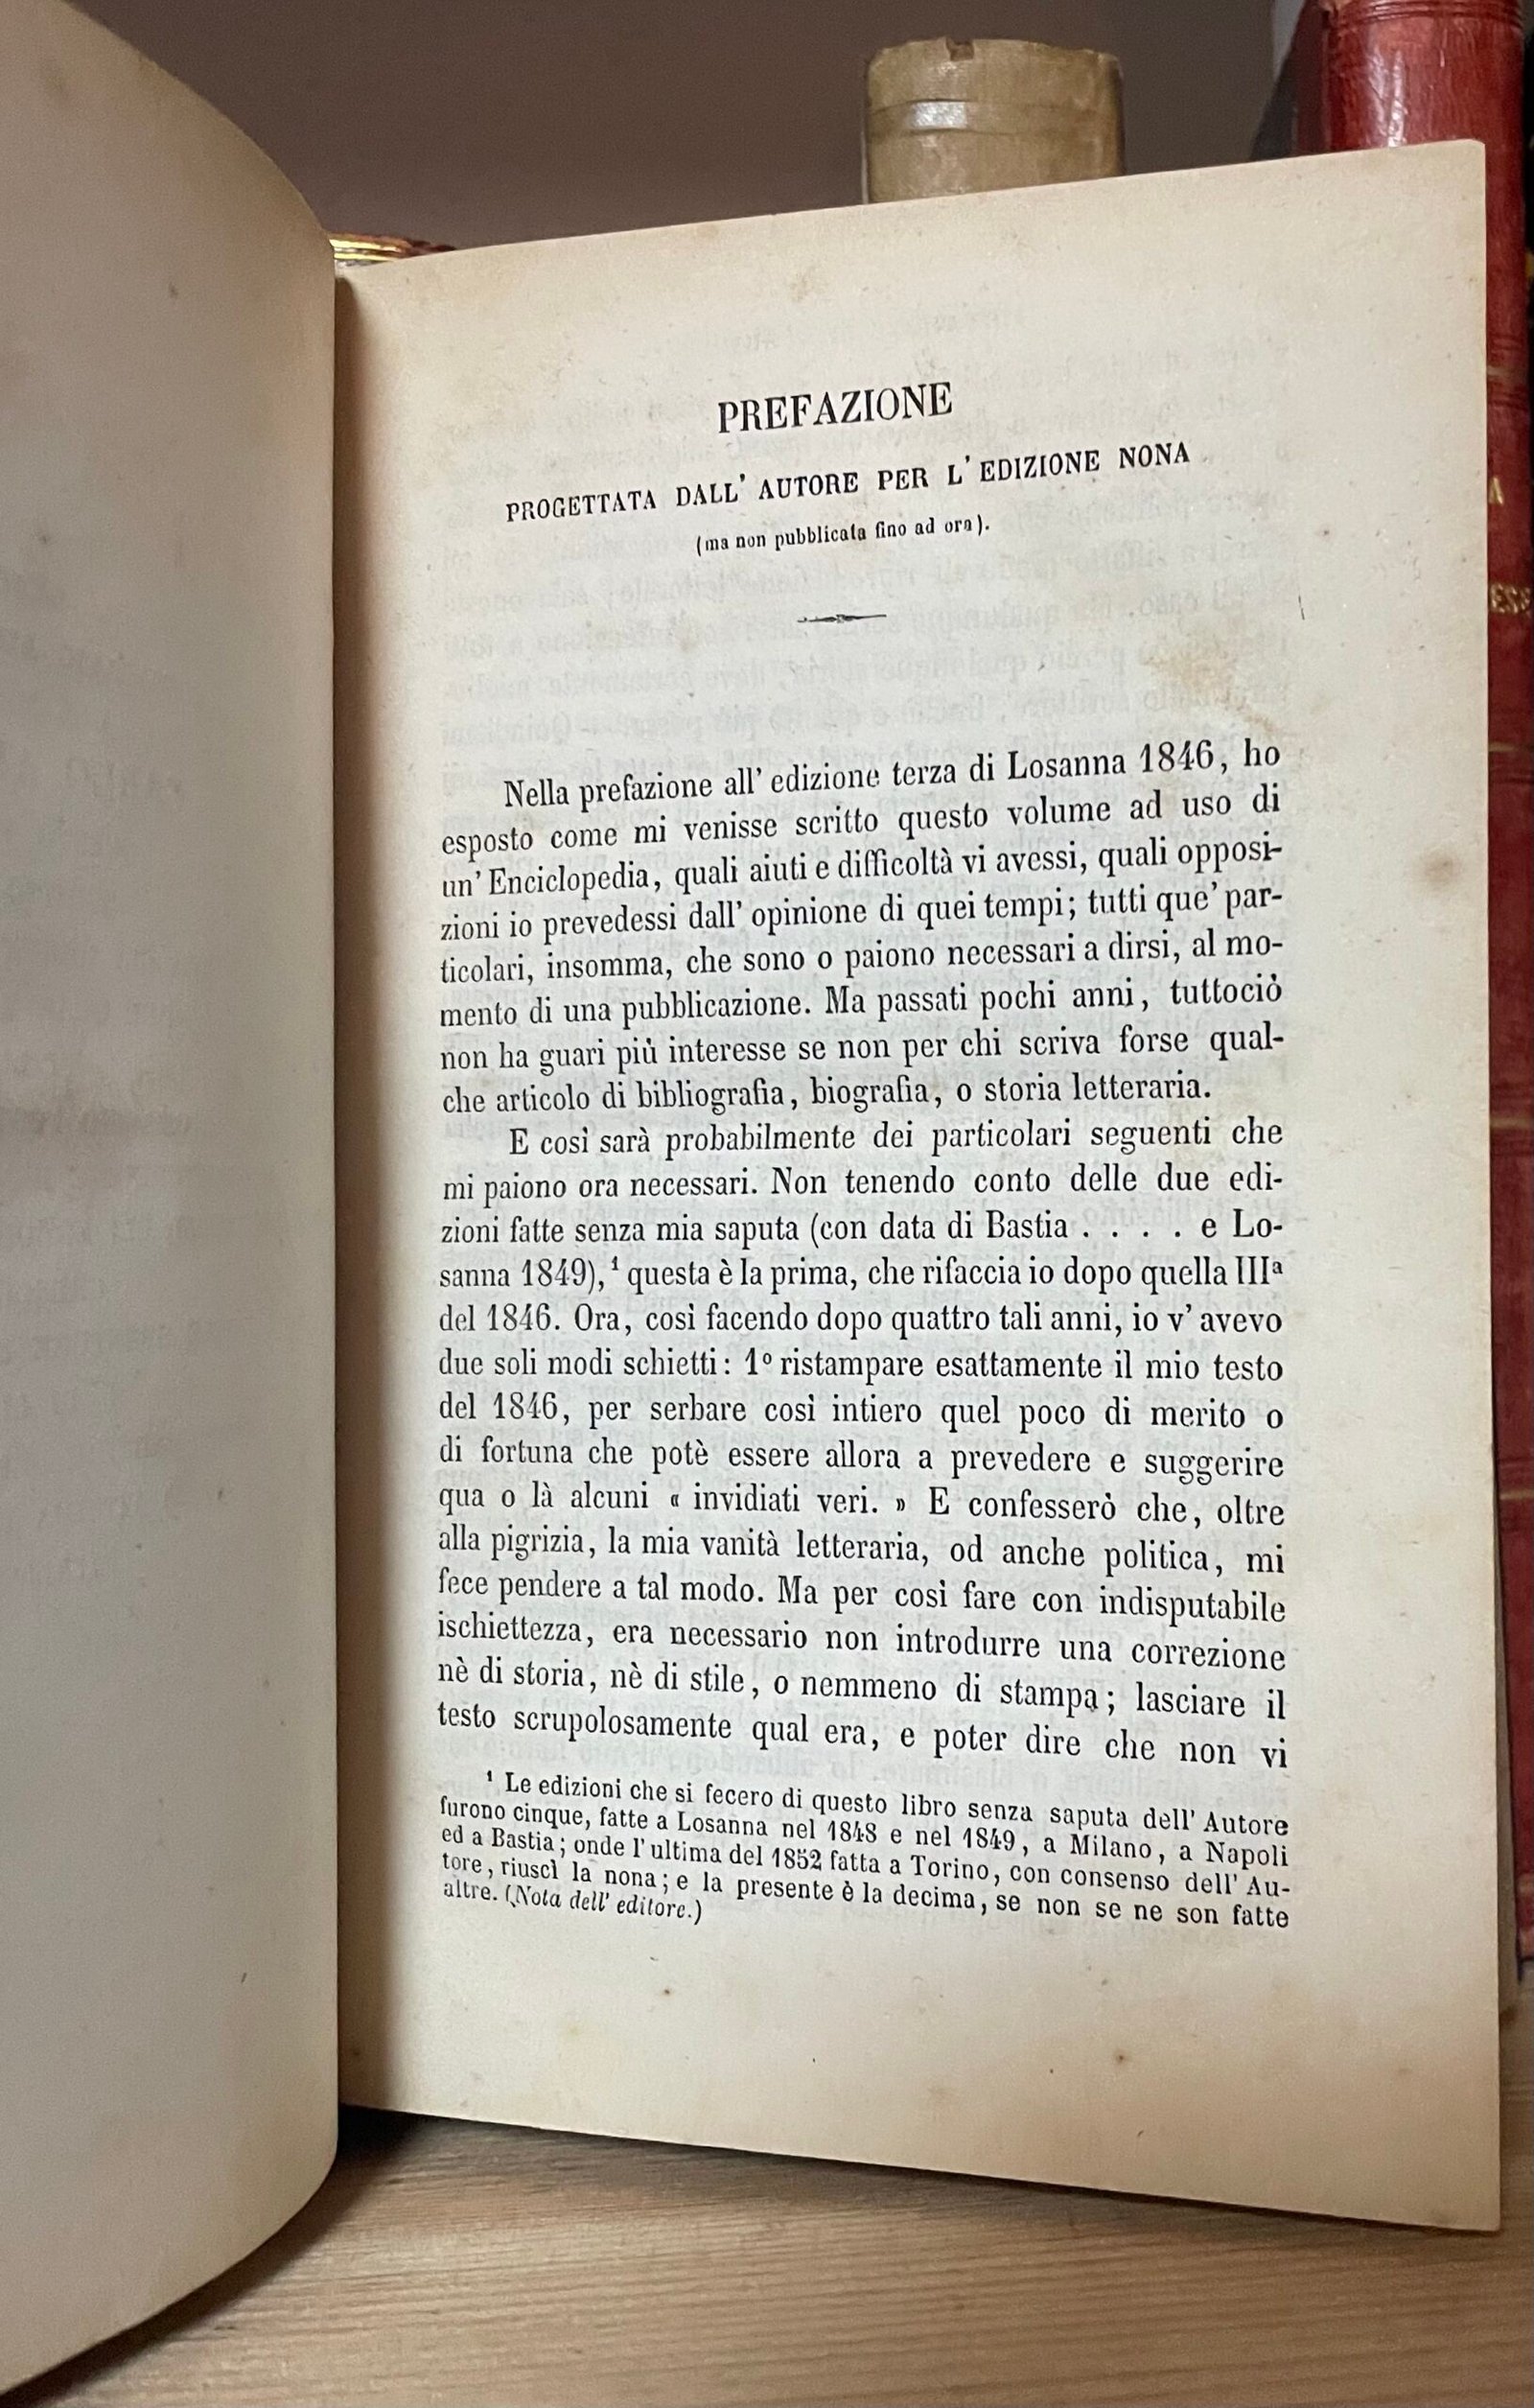 PREFAZIONE
PROGETTATA DALL' AUTORE PER L' EDIZIONE NONA
(ma non pubblicata fino ad ora).
Nella prefazione all' edizione terza di Losanna 1846, ho
esposto come mi venisse scritto questo volume ad uso di
un' Enciclopedia, quali aiuti e difficoltà vi avessi, quali opposi-
zioni io prevedessi dall' opinione di quei tempi; tutti que' par-
ticolari, insomma, che sono o paiono necessari a dirsi, al mo-
mento di una pubblicazione. Ma passati pochi anni, tuttociò
non ha guari più interesse se non per chi scriva forse qual-
che articolo di bibliografia, biografia, o storia letteraria.
E così sarà probabilmente dei particolari seguenti che
mi paiono ora necessari. Non tenendo conto delle due edi-
zioni fatte senza mia saputa (con data di Bastia . . . . e Lo-
sanna 1849),¹ questa è la prima, che rifaccia io dopo quella IIIª
del 1846. Ora, così facendo dopo quattro tali anni, io v' avevo
due soli modi schietti: 1º ristampare esattamente il mio testo
del 1846, per serbare così intiero quel poco di merito o
di fortuna che potè essere allora a prevedere e suggerire
qua o là alcuni « invidiati veri. » E confesserò che, oltre
alla pigrizia, la mia vanità letteraria, od anche politica, mi
fece pendere a tal modo. Ma per così fare con indisputabile
ischiettezza, era necessario non introdurre una correzione
nè di storia, nè di stile, o nemmeno di stampa; lasciare il
testo scrupolosamente qual era, e poter dire che non vi
¹ Le edizioni che si fecero di questo libro senza saputa dell' Autore
furono cinque, fatte a Losanna nel 1848 e nel 1849, a Milano, a Napoli
ed a Bastia; onde l' ultima del 1852 fatta a Torino, con consenso dell' Au-
tore, riuscì la nona; e la presente è la decima, se non se ne son fatte
altre. (Nota dell' editore.)